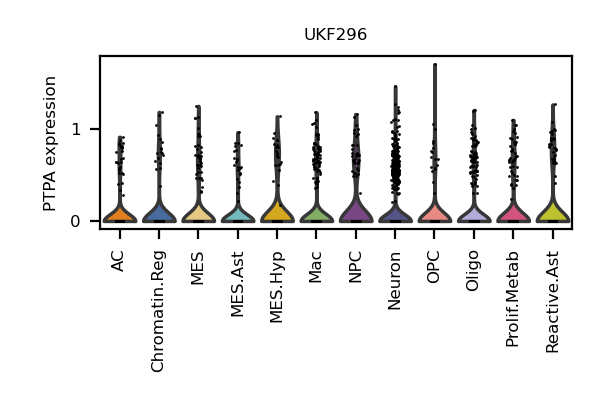 UKF296
PTPA expression
1
0
AC
Chromatin.Reg
MES
MES.Ast
MES.Hyp
Mac
NPC
Neuron
OPC
Oligo
Prolif.Metab
Reactive.Ast